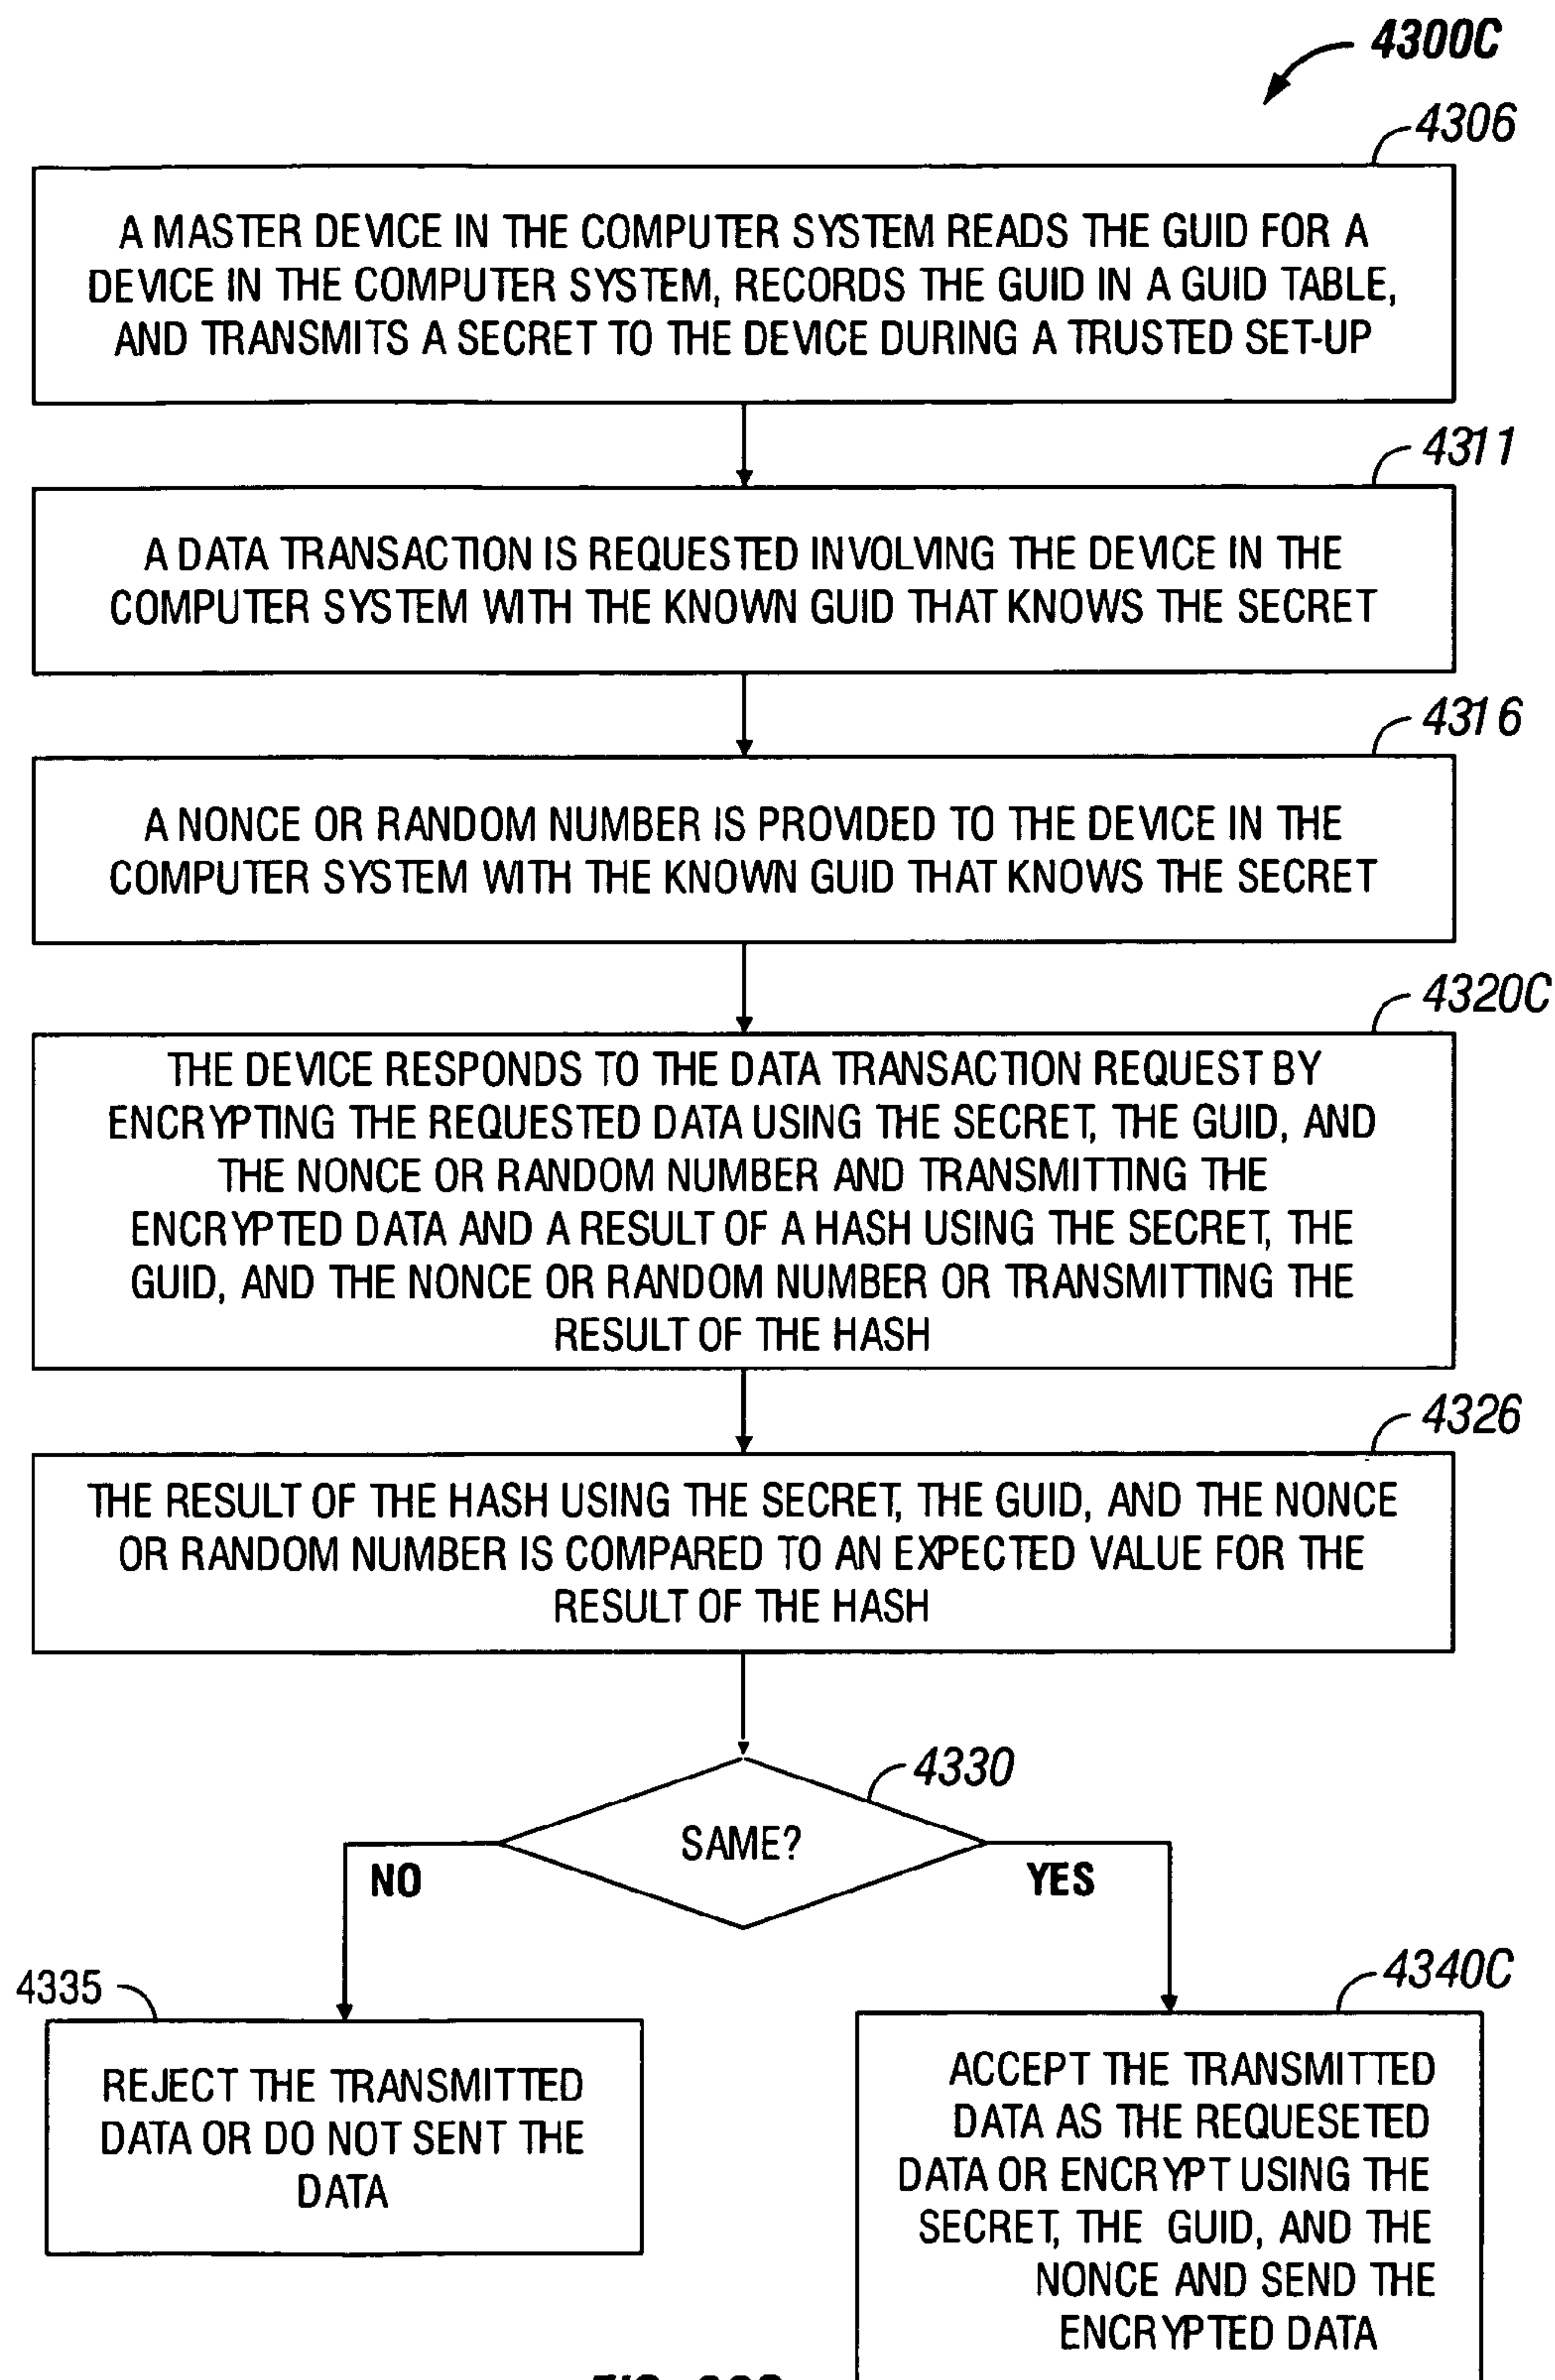 4300C
4306
A MASTER DEVICE IN THE COMPUTER SYSTEM READS THE GUID FOR A
DEVICE IN THE COMPUTER SYSTEM, RECORDS THE GUID IN A GUID TABLE,
AND TRANSMITS A SECRET TO THE DEVICE DURING A TRUSTED SET-UP
4311
A DATA TRANSACTION IS REQUESTED INVOLVING THE DEVICE IN THE
COMPUTER SYSTEM WITH THE KNOWN GUID THAT KNOWS THE SECRET
4316
A NONCE OR RANDOM NUMBER IS PROVIDED TO THE DEVICE IN THE
COMPUTER SYSTEM WITH THE KNOWN GUID THAT KNOWS THE SECRET
4320C
THE DEVICE RESPONDS TO THE DATA TRANSACTION REQUEST BY
ENCRYPTING THE REQUESTED DATA USING THE SECRET, THE GUID, AND
THE NONCE OR RANDOM NUMBER AND TRANSMITTING THE
ENCRYPTED DATA AND A RESULT OF A HASH USING THE SECRET, THE
GUID, AND THE NONCE OR RANDOM NUMBER OR TRANSMITTING THE
RESULT OF THE HASH
4326
THE RESULT OF THE HASH USING THE SECRET, THE GUID, AND THE NONCE
OR RANDOM NUMBER IS COMPARED TO AN EXPECTED VALUE FOR THE
RESULT OF THE HASH
4330
SAME?
NO
YES
4335
REJECT THE TRANSMITTED
DATA OR DO NOT SENT THE
DATA
4340C
ACCEPT THE TRANSMITTED
DATA AS THE REQUESETED
DATA OR ENCRYPT USING THE
SECRET, THE GUID, AND THE
NONCE AND SEND THE
ENCRYPTED DATA